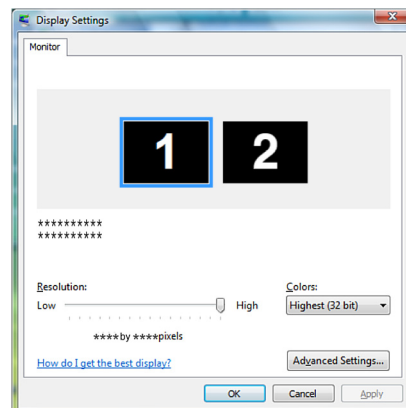 Display Settings
Monitor
1 2
**********
**********
Resolution:
Colors:
Low High
Highest (32 bit)
****by ****pixels
How do I get the best display?
Advanced Settings...
OK Cancel Apply